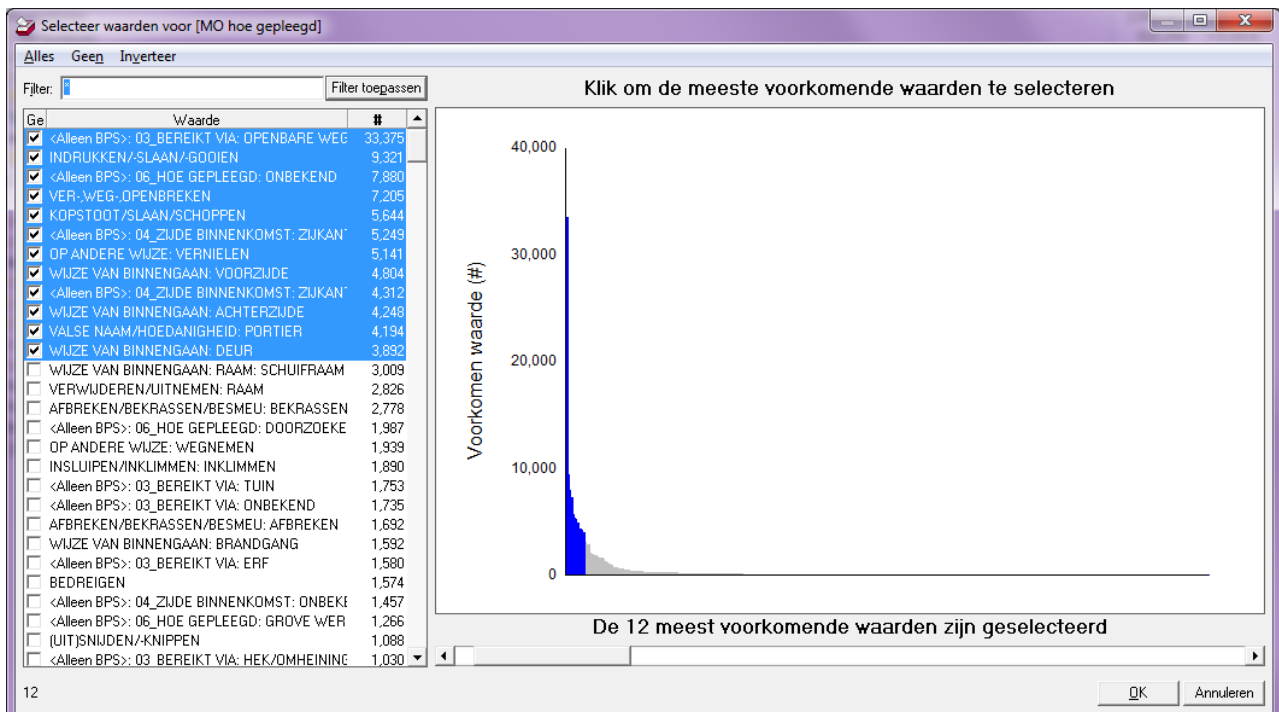 Selecteer waarden voor [MO hoe gepleegd]
Alles Geen Inverteer
Filter: * Filter toepassen
Klik om de meeste voorkomende waarden te selecteren
Ge Waarde #
<Alleen BPS>: 03_BEREIKT VIA: OPENBARE WEG 33,375
INDRUKKEN/-SLAAN/-GOOIEN 9,321
<Alleen BPS>: 06_HOE GEPLEEGD: ONBEKEND 7,880
VER-,WEG-,OPENBREKEN 7,205
KOPSTOOT/SLAAN/SCHOPPEN 5,644
<Alleen BPS>: 04_ZIJDE BINNENKOMST: ZIJKANT 5,249
OP ANDERE WIJZE: VERNIELEN 5,141
WIJZE VAN BINNENGAAN: VOORZIJDE 4,804
<Alleen BPS>: 04_ZIJDE BINNENKOMST: ZIJKANT 4,312
WIJZE VAN BINNENGAAN: ACHTERZIJDE 4,248
VALSE NAAM/HOEDANIGHEID: PORTIER 4,194
WIJZE VAN BINNENGAAN: DEUR 3,892
WIJZE VAN BINNENGAAN: RAAM: SCHUIFRAAM 3,009
VERWIJDEREN/UITNEMEN: RAAM 2,826
AFBREKEN/BEKRASSEN/BESMEU: BEKRASSEN 2,778
<Alleen BPS>: 06_HOE GEPLEEGD: DOORZOEKE 1,987
OP ANDERE WIJZE: WEGNEMEN 1,939
INSLUIPEN/INKLIMMEN: INKLIMMEN 1,890
<Alleen BPS>: 03_BEREIKT VIA: TUIN 1,753
<Alleen BPS>: 03_BEREIKT VIA: ONBEKEND 1,735
AFBREKEN/BEKRASSEN/BESMEU: AFBREKEN 1,692
WIJZE VAN BINNENGAAN: BRANDGANG 1,592
<Alleen BPS>: 03_BEREIKT VIA: ERF 1,580
BEDREIGEN 1,574
<Alleen BPS>: 04_ZIJDE BINNENKOMST: ONBEKE 1,457
<Alleen BPS>: 06_HOE GEPLEEGD: GROVE WER 1,266
(UIT)SNIJDEN/-KNIPPEN 1,088
<Alleen BPS>: 03_BEREIKT VIA: HEK/OMHEINING 1,030
40,000
30,000
20,000
10,000
0
Voorkomen waarde (#)
De 12 meest voorkomende waarden zijn geselecteerd
12
OK Annuleren